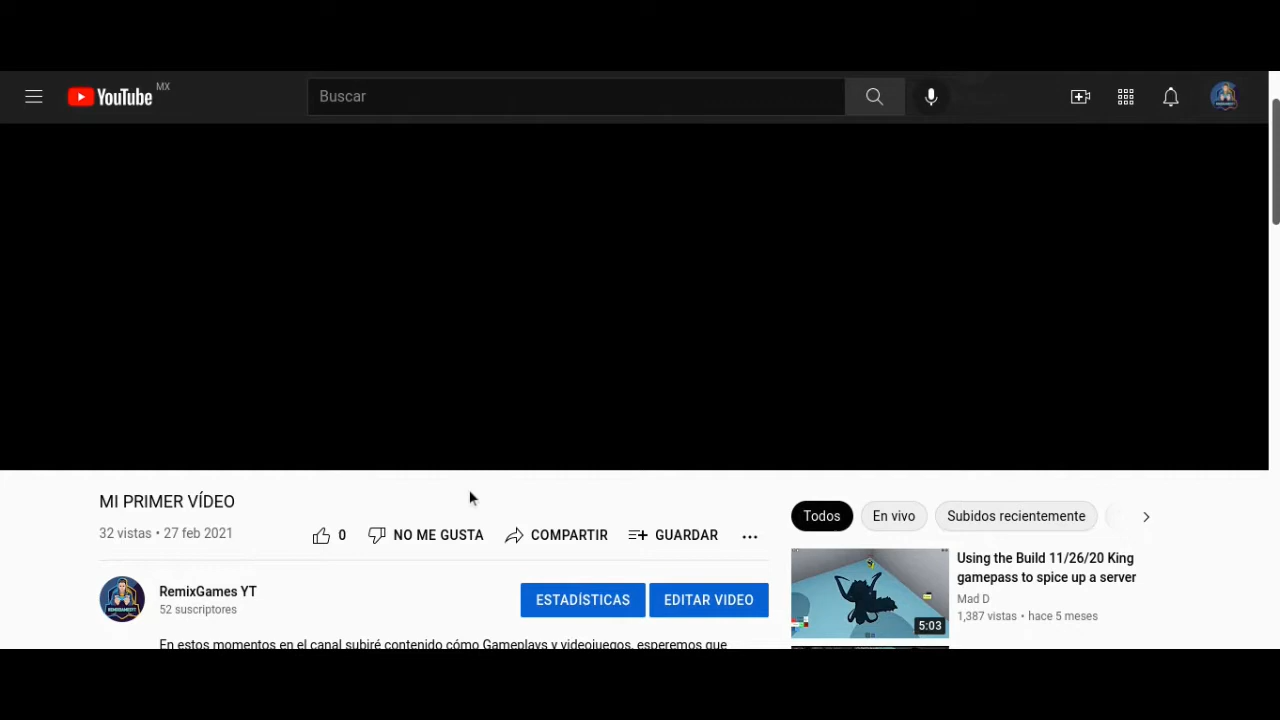 YouTube MX
Buscar
MI PRIMER VÍDEO
32 vistas • 27 feb 2021
0
NO ME GUSTA
COMPARTIR
GUARDAR
RemixGames YT
52 suscriptores
ESTADÍSTICAS
EDITAR VIDEO
En estos momentos en el canal subiré contenido cómo Gameplays y videojuegos, esperemos que
Todos
En vivo
Subidos recientemente
Using the Build 11/26/20 King
gamepass to spice up a server
Mad D
1,387 vistas • hace 5 meses
5:03